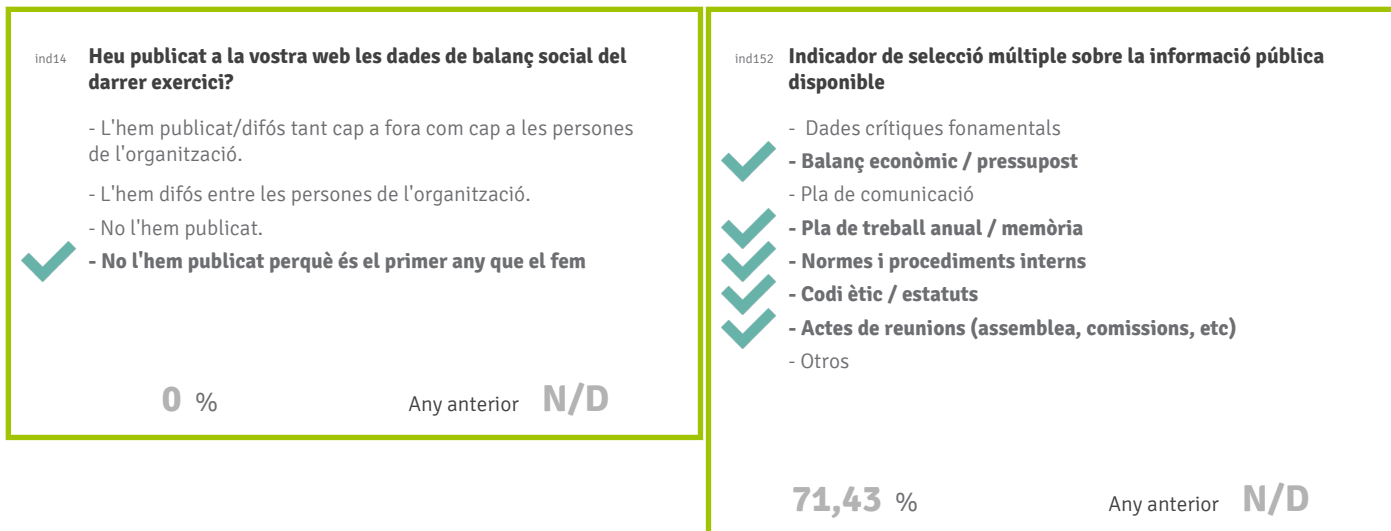 ind14 Heu publicat a la vostra web les dades de balanç social del
darrer exercici?
- L'hem publicat/difós tant cap a fora com cap a les persones
de l'organització.
- L'hem difós entre les persones de l'organització.
- No l'hem publicat.
- No l'hem publicat perquè és el primer any que el fem
0 % Any anterior N/D
ind152 Indicador de selecció múltiple sobre la informació pública
disponible
- Dades crítiques fonamentals
- Balanç econòmic / pressupost
- Pla de comunicació
- Pla de treball anual / memòria
- Normes i procediments interns
- Codi ètic / estatuts
- Actes de reunions (assemblea, comissions, etc)
- Otros
71,43 % Any anterior N/D